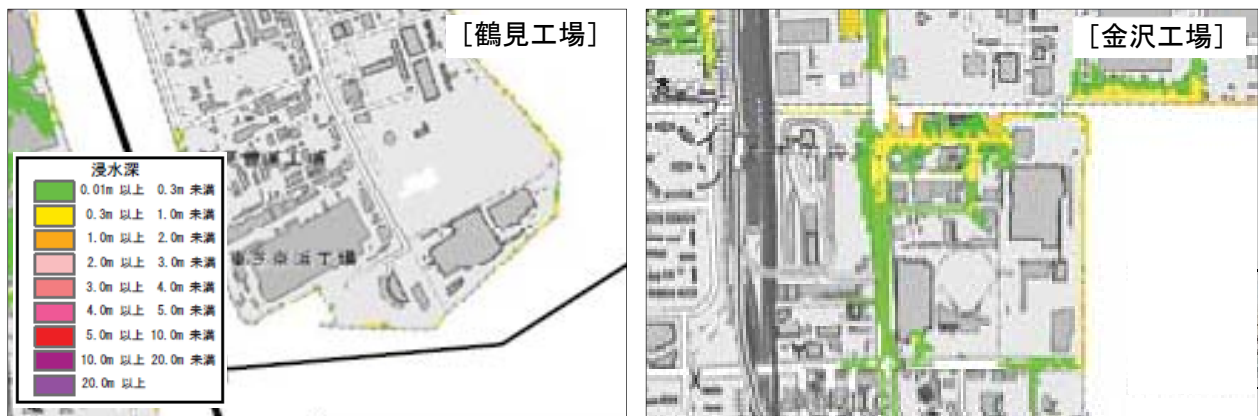 [鶴見工場]
[金沢工場]
浸水深
0.01m 以上 0.3m 未満
0.3m 以上 1.0m 未満
1.0m 以上 2.0m 未満
2.0m 以上 3.0m 未満
3.0m 以上 4.0m 未満
4.0m 以上 5.0m 未満
5.0m 以上 10.0m 未満
10.0m 以上 20.0m 未満
20.0m 以上